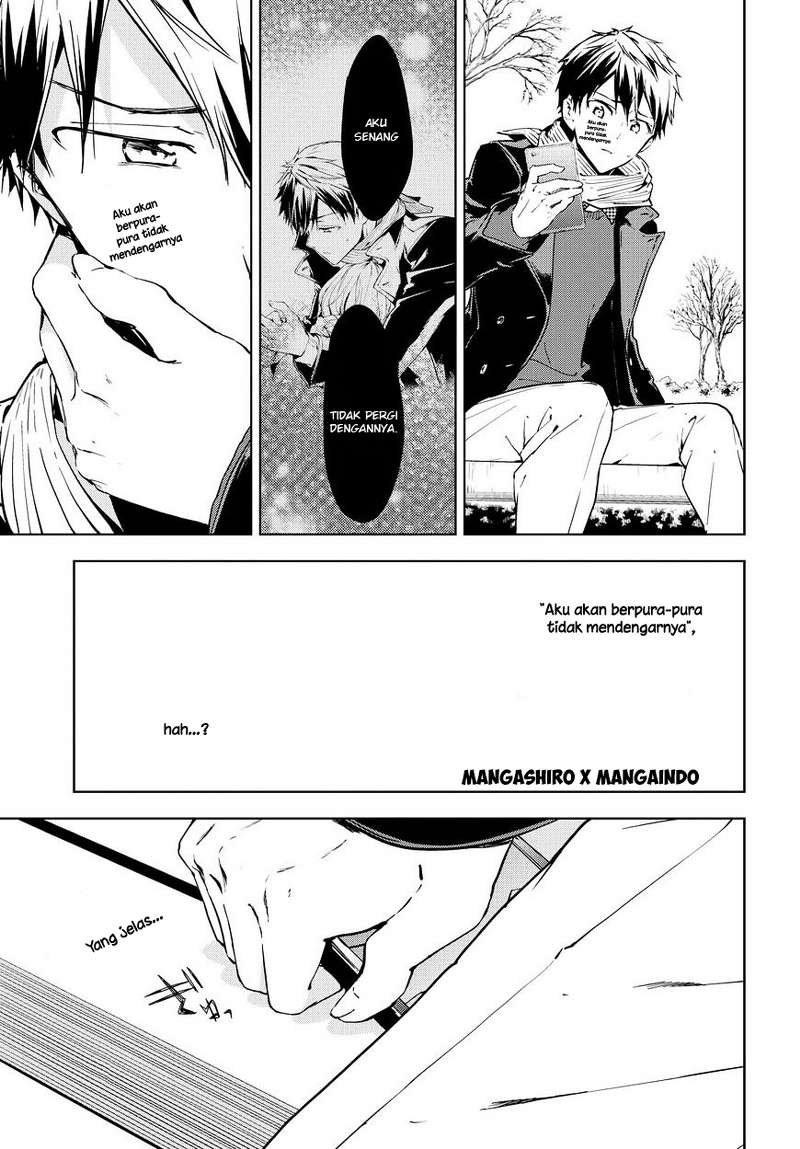 Aku akan
berpura-
pura tidak
mendengarnya
AKU
SENANG
TIDAK PERGI
DENGANNYA.
Aku akan
berpura-
pura tidak
mendengarnya
"Aku akan berpura-pura
tidak mendengarnya",
hah...?
MANGASHIRO X MANGAINDO
Yang jelas...